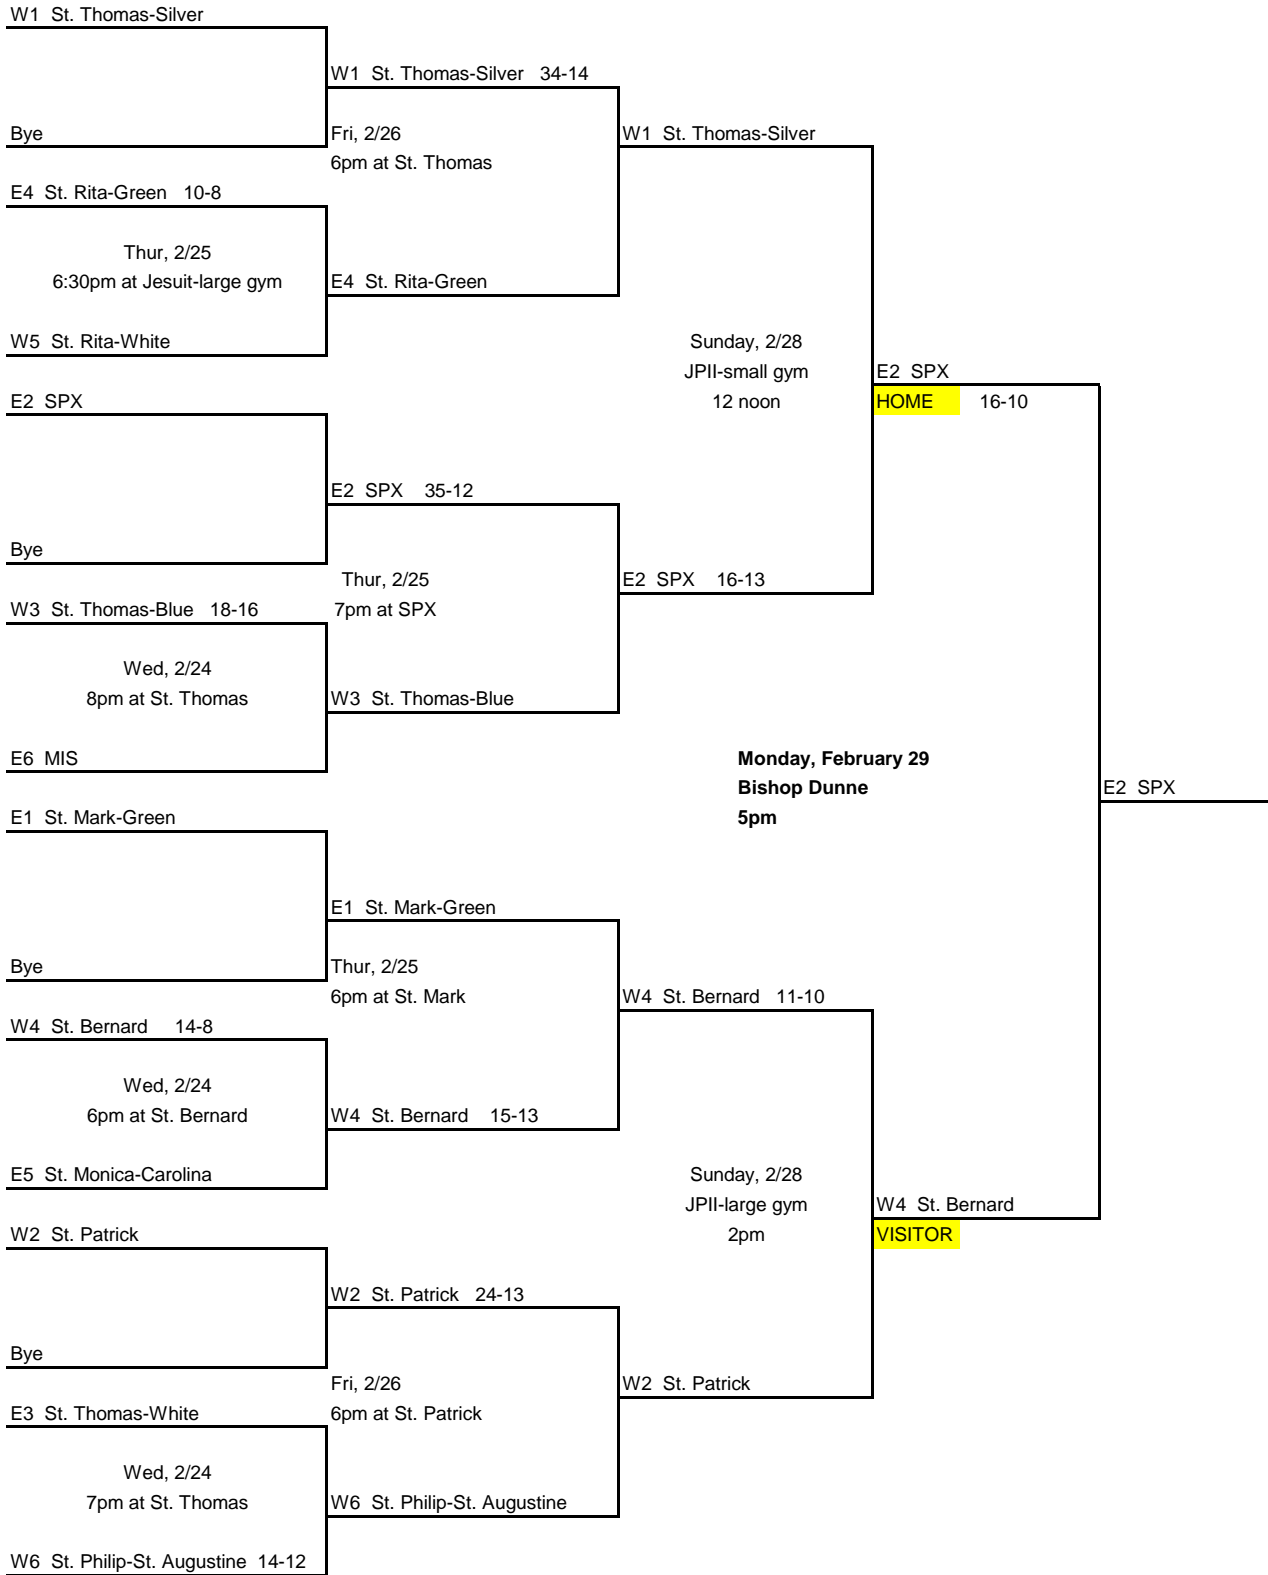 W1 St. Thomas-Silver
W1 St. Thomas-Silver 34-14
Bye
Fri, 2/26
6pm at St. Thomas
W1 St. Thomas-Silver
E4 St. Rita-Green 10-8
Thur, 2/25
6:30pm at Jesuit-large gym
E4 St. Rita-Green
W5 St. Rita-White
Sunday, 2/28
JPII-small gym
12 noon
E2 SPX
HOME 16-10
E2 SPX
E2 SPX 35-12
Bye
Thur, 2/25
7pm at SPX
E2 SPX 16-13
W3 St. Thomas-Blue 18-16
Wed, 2/24
8pm at St. Thomas
W3 St. Thomas-Blue
E6 MIS
Monday, February 29
Bishop Dunne
5pm
E2 SPX
E1 St. Mark-Green
E1 St. Mark-Green
Bye
Thur, 2/25
6pm at St. Mark
W4 St. Bernard 11-10
W4 St. Bernard 14-8
Wed, 2/24
6pm at St. Bernard
W4 St. Bernard 15-13
E5 St. Monica-Carolina
Sunday, 2/28
JPII-large gym
2pm
W4 St. Bernard
VISITOR
W2 St. Patrick
W2 St. Patrick 24-13
Bye
Fri, 2/26
6pm at St. Patrick
W2 St. Patrick
E3 St. Thomas-White
Wed, 2/24
7pm at St. Thomas
W6 St. Philip-St. Augustine
W6 St. Philip-St. Augustine 14-12